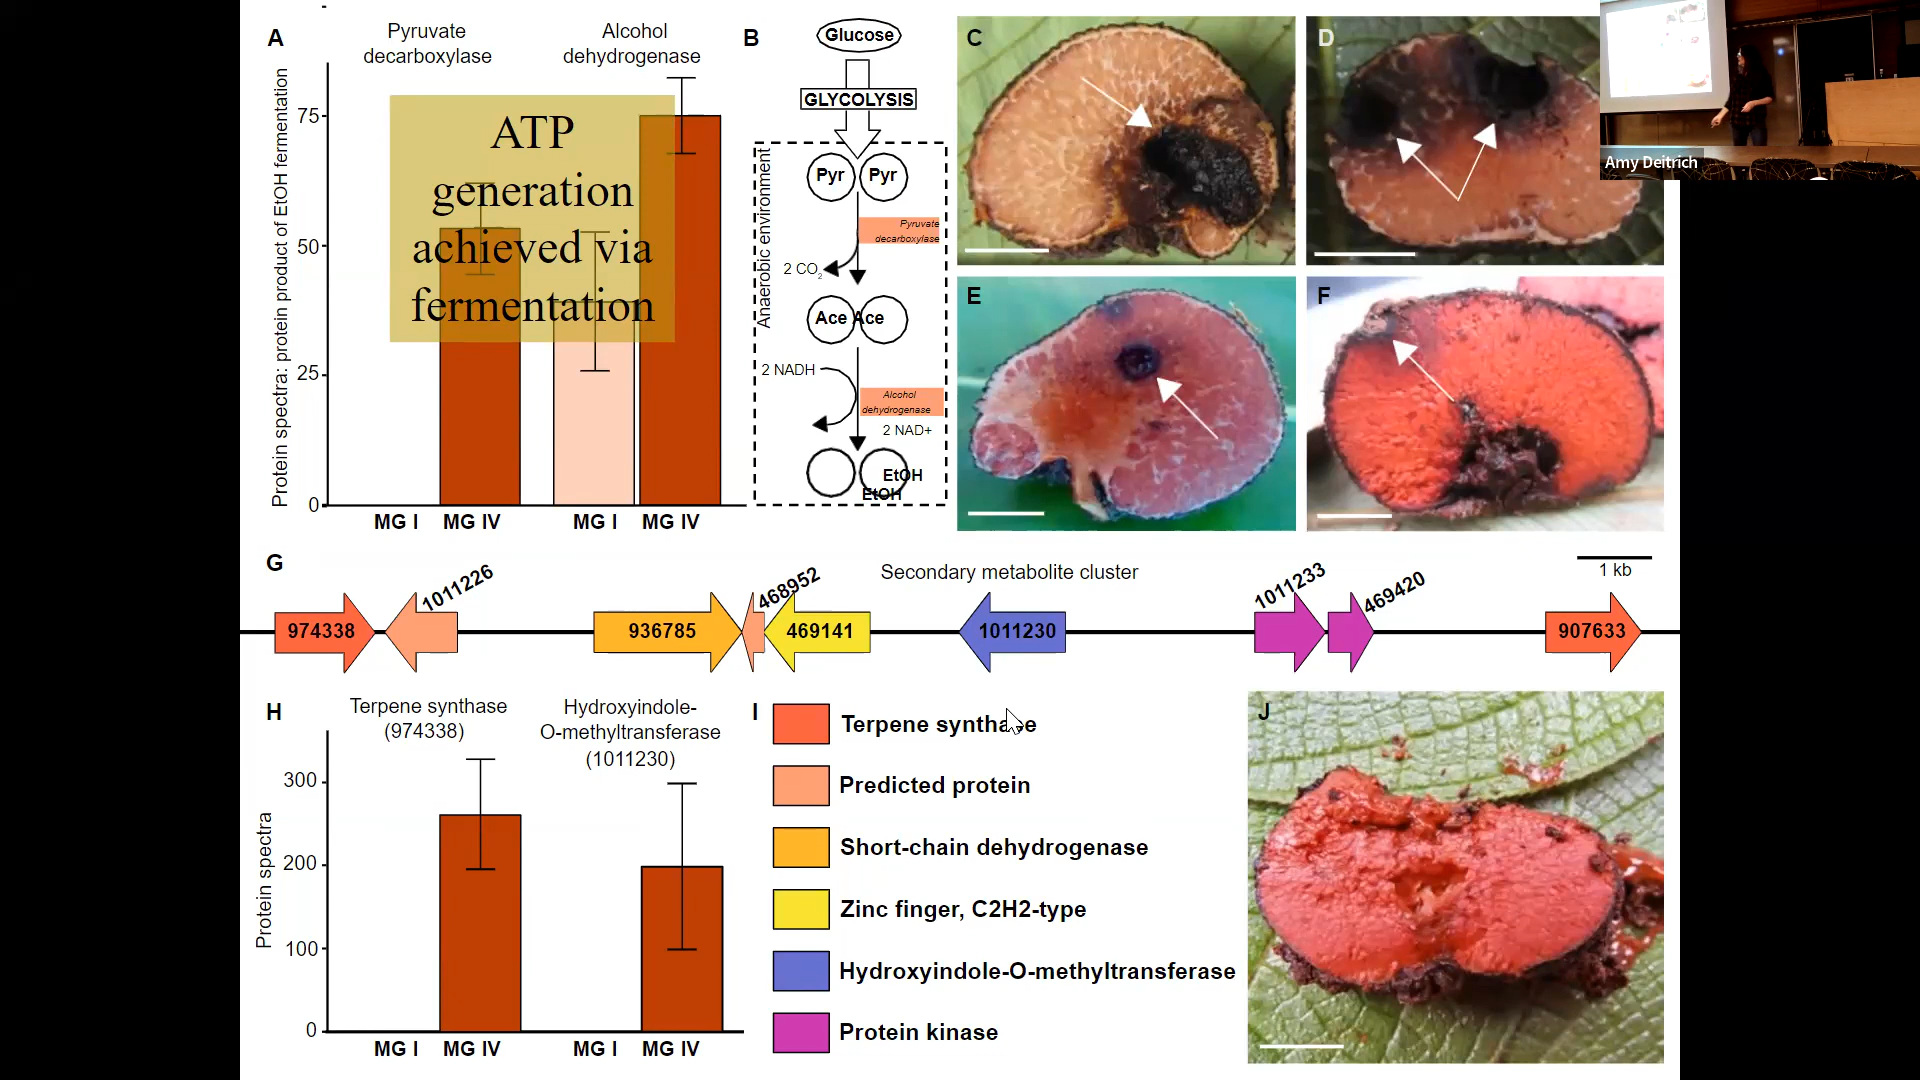 A
Pyruvate
decarboxylase
Alcohol
dehydrogenase
Protein spectra: protein product of EtOH fermentation
75
50
25
0
ATP
generation
achieved via
fermentation
MG I
MG IV
MG I
MG IV
B
Glucose
GLYCOLYSIS
Anaerobic environment
Pyr
Pyr
Pyruvate
decarboxylase
2 CO2
Ace
Ace
2 NADH
Alcohol
dehydrogenase
2 NAD+
EtOH
EtOH
C
D
E
F
Amy Deitrich
G
Secondary metabolite cluster
1 kb
974338
1011226
936785
468952
469141
1011230
1011233
469420
907633
H
Terpene synthase
(974338)
Hydroxyindole-
O-methyltransferase
(1011230)
Protein spectra
300
200
100
0
MG I
MG IV
MG I
MG IV
I
Terpene synthase
Predicted protein
Short-chain dehydrogenase
Zinc finger, C2H2-type
Hydroxyindole-O-methyltransferase
Protein kinase
J